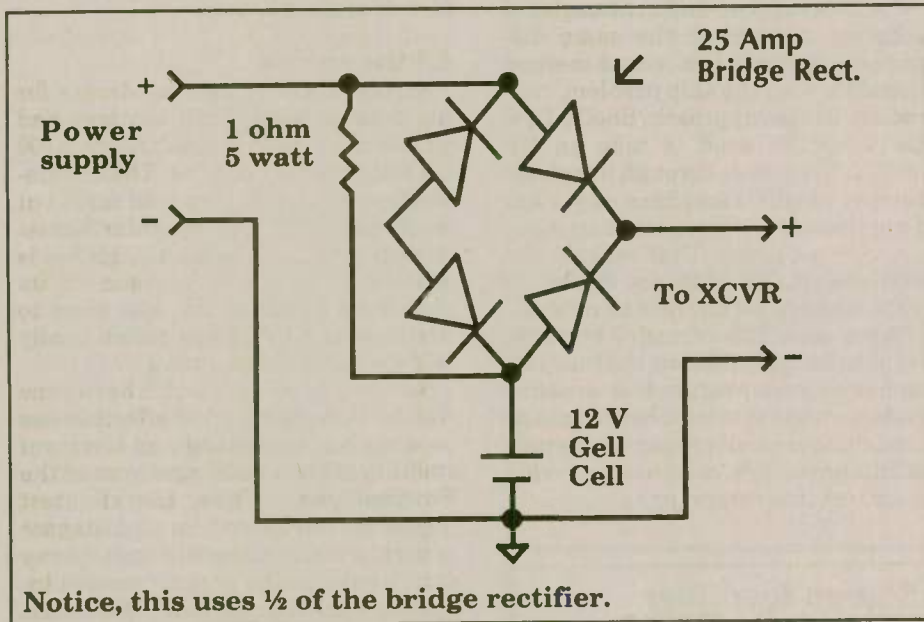 25 Amp
Bridge Rect.
+
Power
supply
−
1 ohm
5 watt
+
To XCVR
−
12 V
Gell
Cell
Notice, this uses ½ of the bridge rectifier.